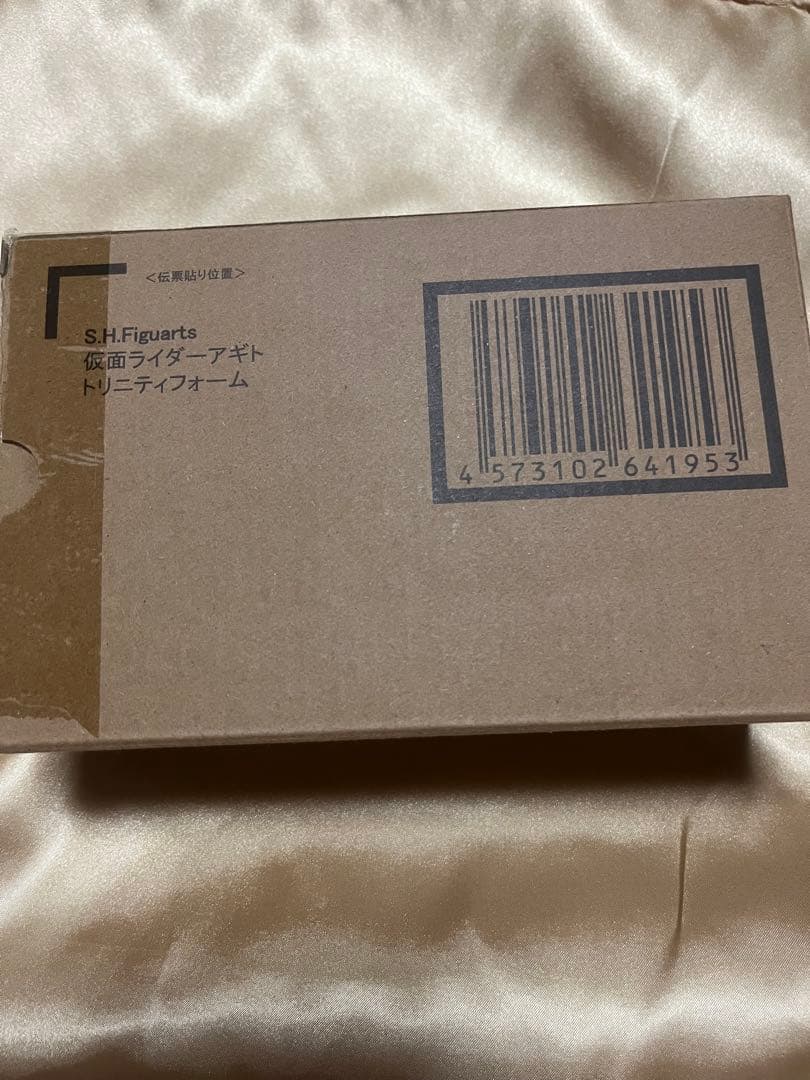 <伝票貼り位置>
S.H.Figuarts
仮面ライダーアギト
トリニティフォーム
4 573102 641953